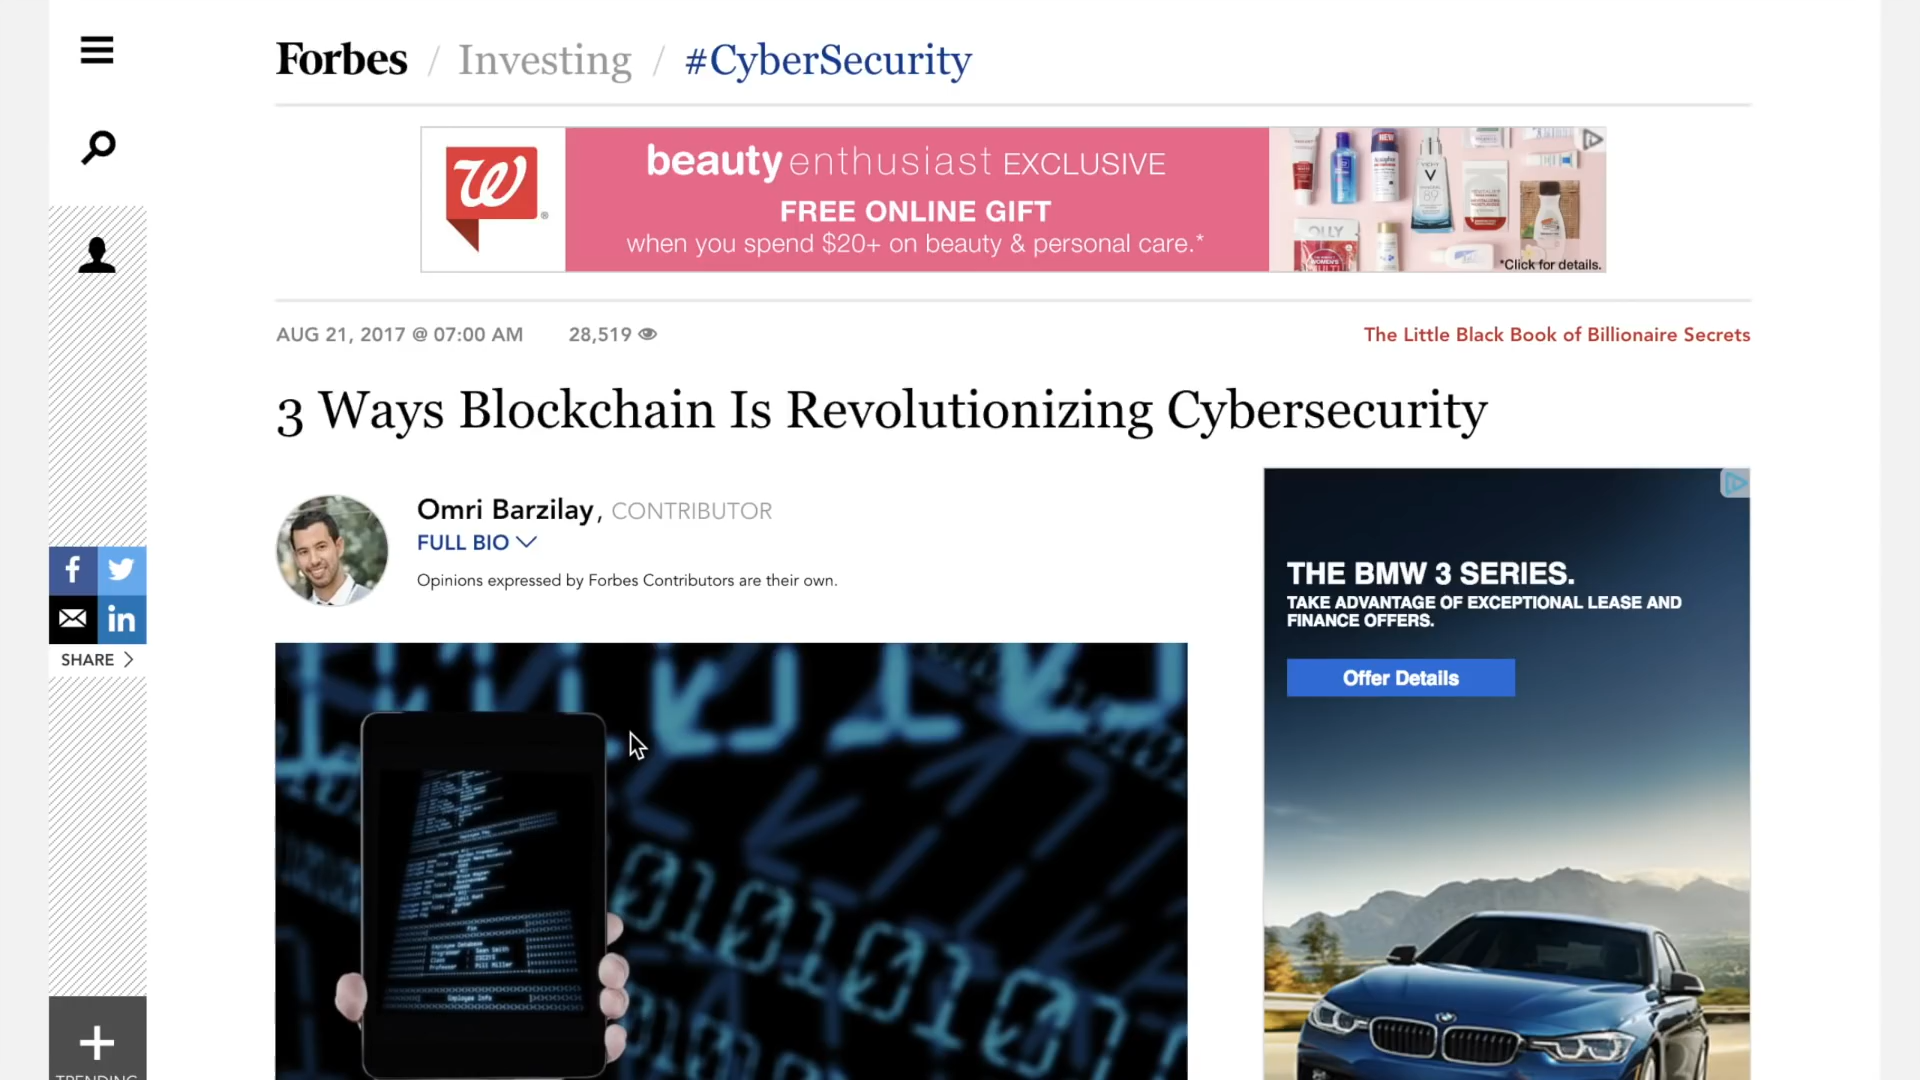 Forbes / Investing / #CyberSecurity
beauty enthusiast EXCLUSIVE
FREE ONLINE GIFT
when you spend $20+ on beauty & personal care.*
*Click for details.
AUG 21, 2017 @ 07:00 AM 28,519
The Little Black Book of Billionaire Secrets
3 Ways Blockchain Is Revolutionizing Cybersecurity
Omri Barzilay, CONTRIBUTOR
FULL BIO
Opinions expressed by Forbes Contributors are their own.
THE BMW 3 SERIES.
TAKE ADVANTAGE OF EXCEPTIONAL LEASE AND
FINANCE OFFERS.
Offer Details
SHARE
TRENDING